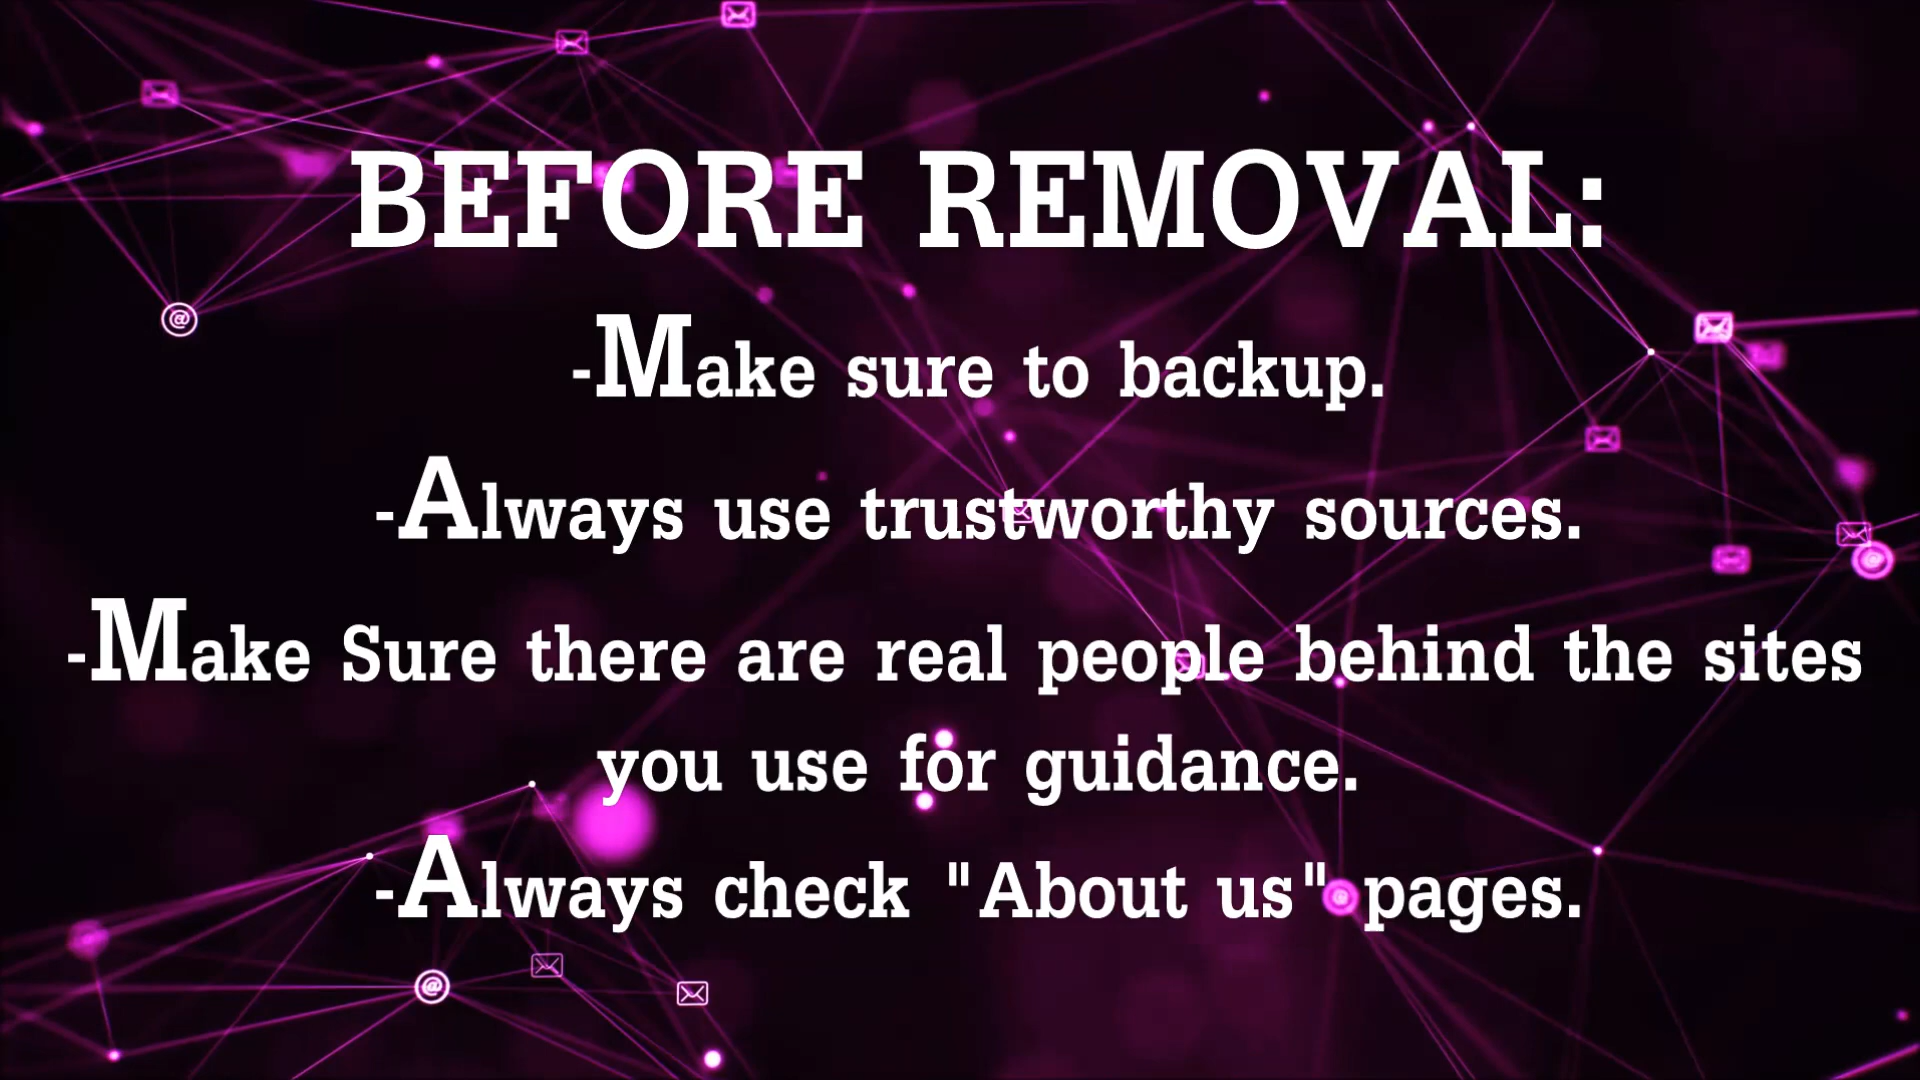 BEFORE REMOVAL:
-Make sure to backup.
-Always use trustworthy sources.
-Make Sure there are real people behind the sites
you use for guidance.
-Always check "About us" pages.